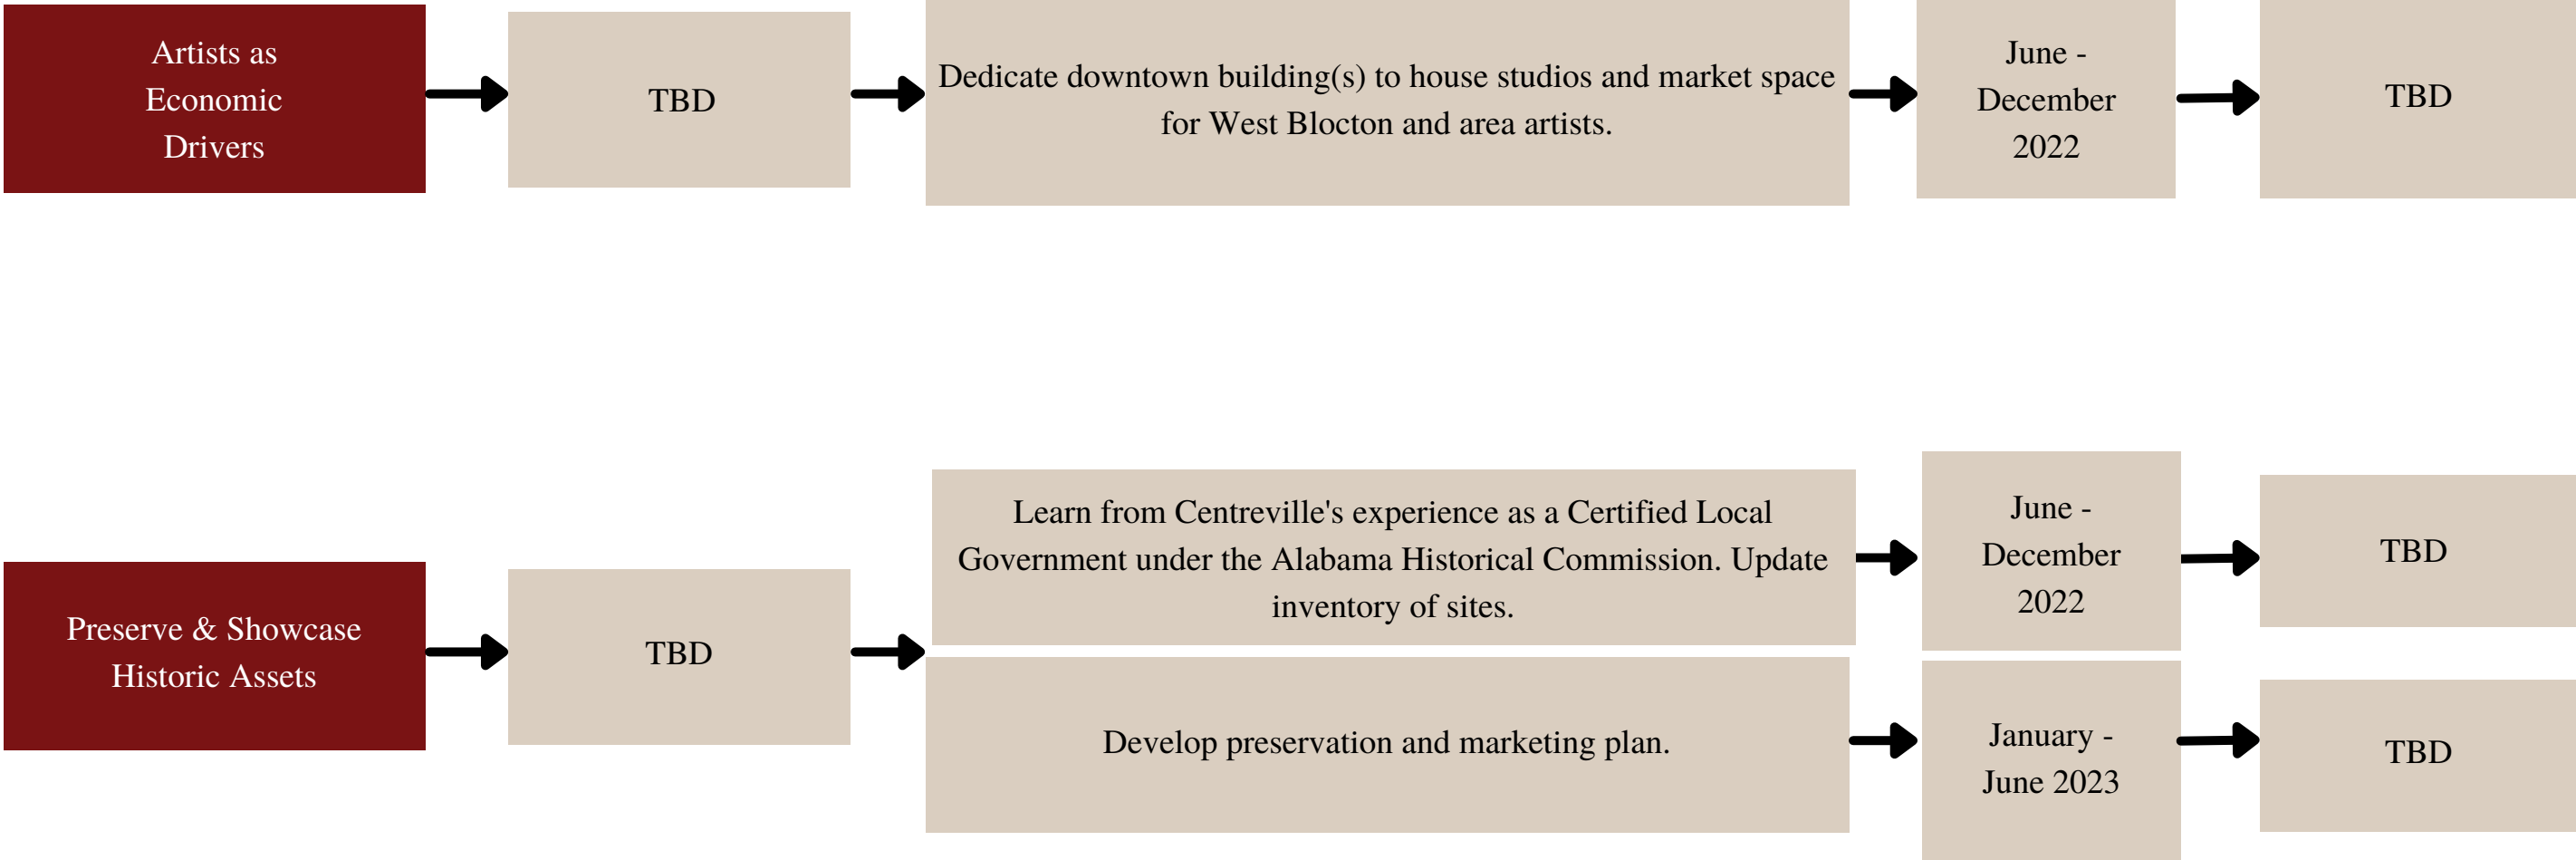 Artists as
Economic
Drivers
TBD
Dedicate downtown building(s) to house studios and market space
for West Blocton and area artists.
June -
December
2022
TBD
Preserve & Showcase
Historic Assets
TBD
Learn from Centreville's experience as a Certified Local
Government under the Alabama Historical Commission. Update
inventory of sites.
June -
December
2022
TBD
Develop preservation and marketing plan.
January -
June 2023
TBD